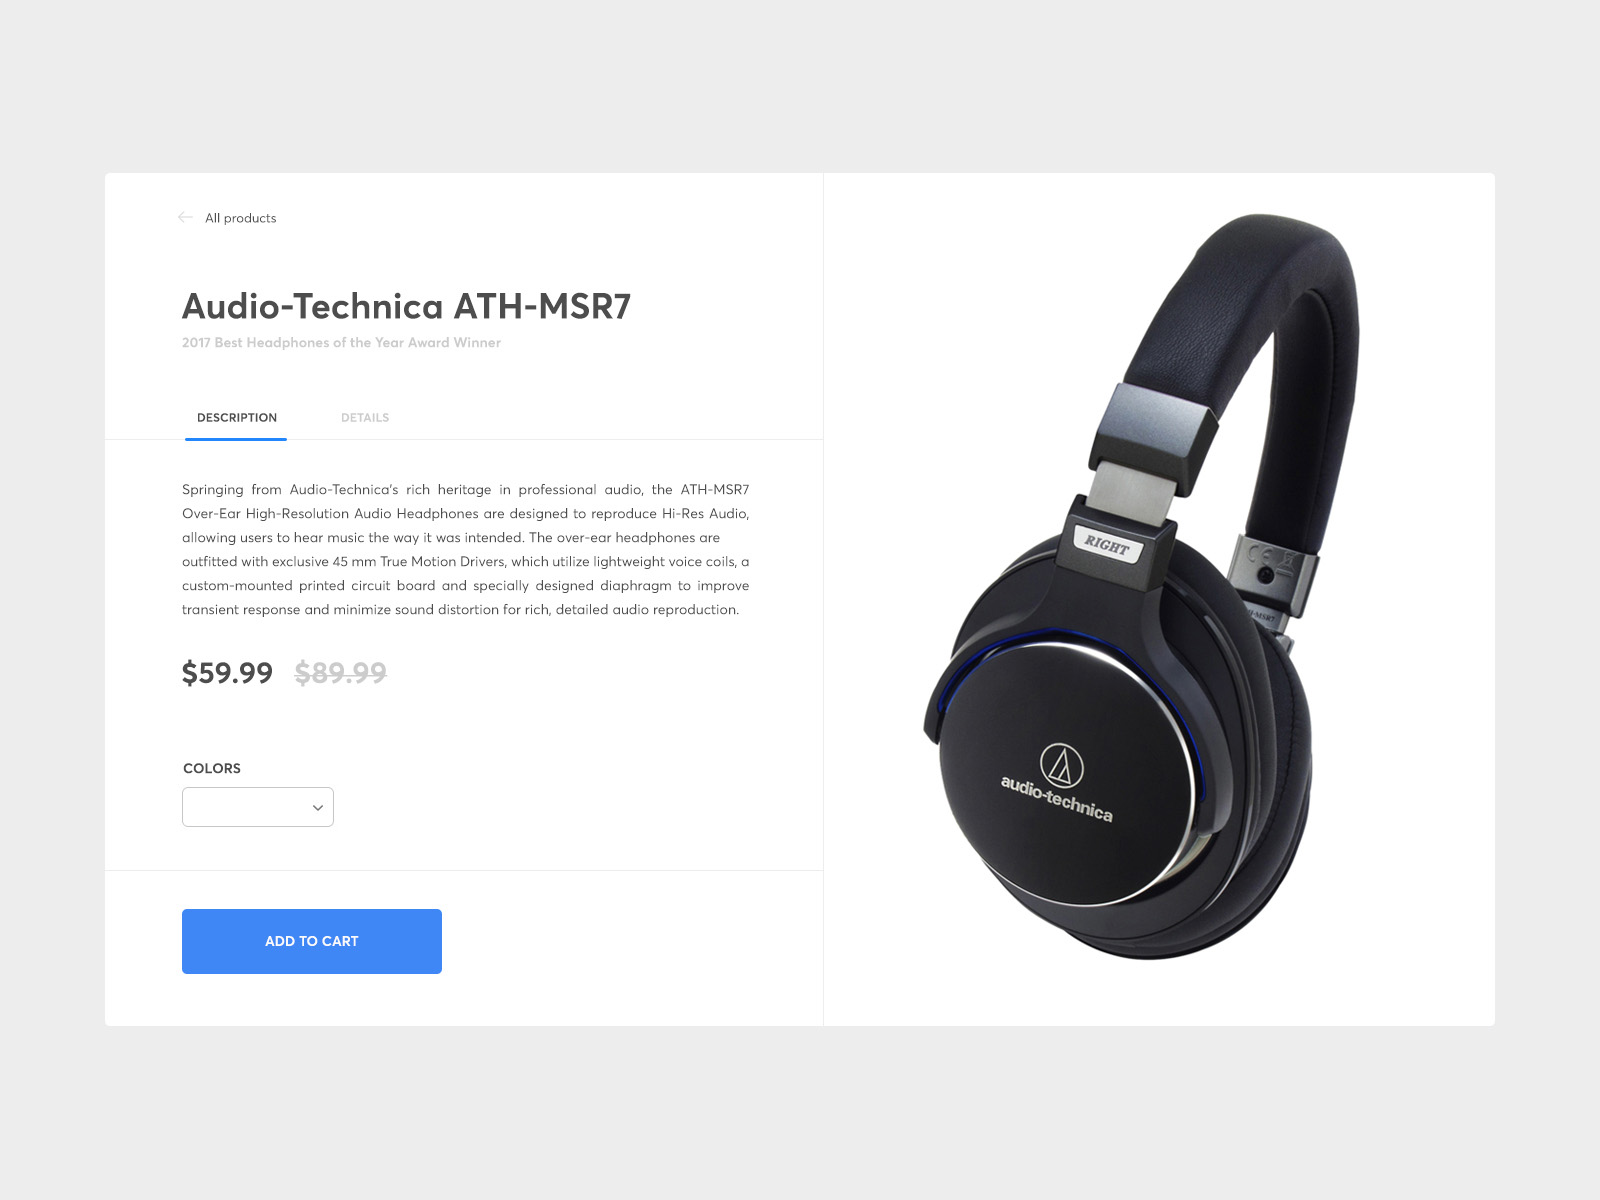 All products
Audio-Technica ATH-MSR7
2017 Best Headphones of the Year Award Winner
DESCRIPTION DETAILS
Springing from Audio-Technica's rich heritage in professional audio, the ATH-MSR7
Over-Ear High-Resolution Audio Headphones are designed to reproduce Hi-Res Audio,
allowing users to hear music the way it was intended. The over-ear headphones are
outfitted with exclusive 45 mm True Motion Drivers, which utilize lightweight voice coils, a
custom-mounted printed circuit board and specially designed diaphragm to improve
transient response and minimize sound distortion for rich, detailed audio reproduction.
$59.99 $89.99
COLORS
ADD TO CART
RIGHT
CE
audio-technica